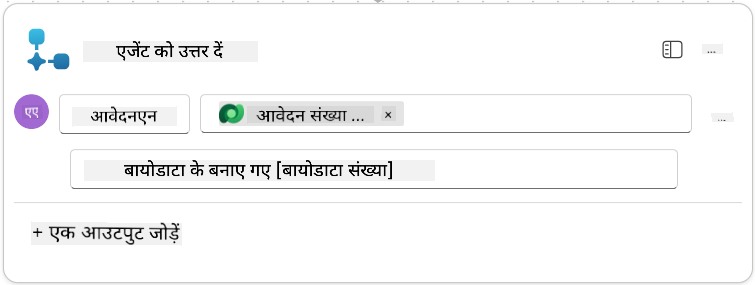 एजेंट को उत्तर दें
...
एए
आवेदनएन
आवेदन संख्या ... ×
...
बायोडाटा के बनाए गए [बायोडाटा संख्या]
+ एक आउटपुट जोड़ें